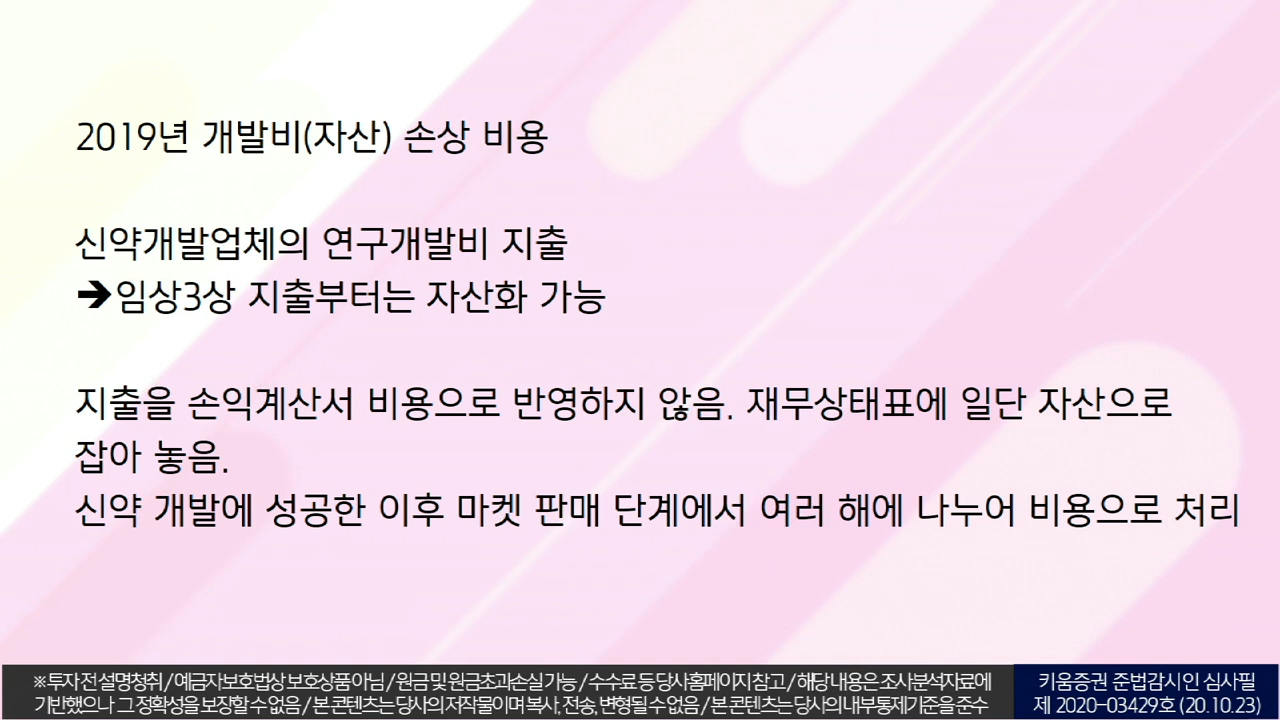 2019년 개발비(자산) 손상 비용
신약개발업체의 연구개발비 지출
➔임상3상 지출부터는 자산화 가능
지출을 손익계산서 비용으로 반영하지 않음. 재무상태표에 일단 자산으로
잡아 놓음.
신약 개발에 성공한 이후 마켓 판매 단계에서 여러 해에 나누어 비용으로 처리
※투자 전 설명청취 / 예금자보호법상 보호상품 아님 / 원금 및 원금초과손실 가능 / 수수료 등 당사홈페이지 참고 / 해당 내용은 조사분석자료에
기반했으나 그 정확성을 보장할 수 없음 / 본 콘텐츠는 당사의 저작물이며 복사, 전송, 변형될 수 없음 / 본 콘텐츠는 당사의 내부통제기준을 준수
키움증권 준법감시인 심사필
제 2020-03429호 (20.10.23)